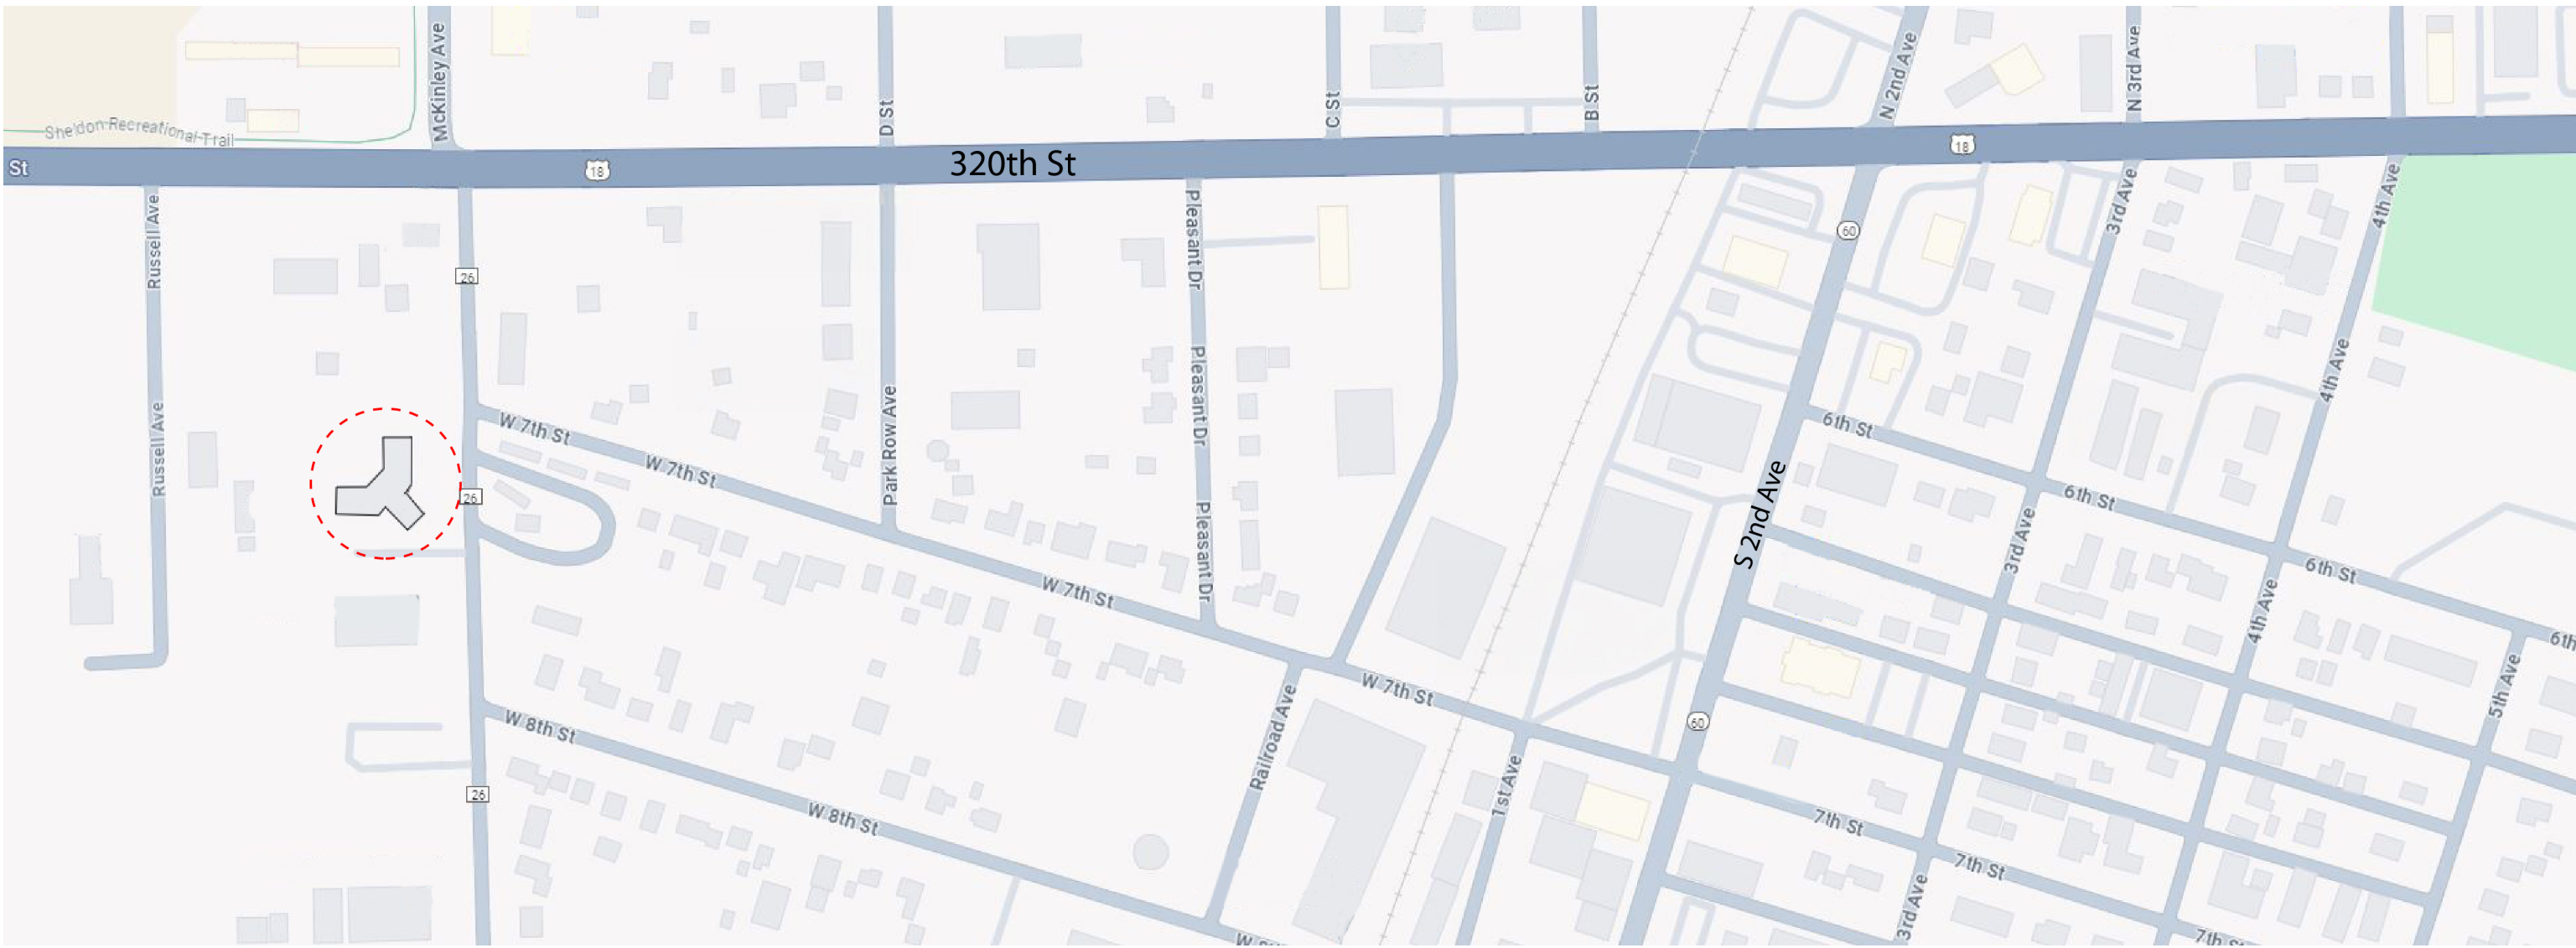 McKinley Ave
D St
C St
B St
N 2nd Ave
N 3rd Ave
Sheldon Recreational Trail
St
18
320th St
18
Russell Ave
Pleasant Dr
3rd Ave
4th Ave
60
26
Russell Ave
Park Row Ave
Pleasant Dr
4th Ave
W 7th St
6th St
W 7th St
26
S 2nd Ave
6th St
3rd Ave
Pleasant Dr
W 7th St
6th St
4th Ave
6th
5th Ave
W 7th St
Railroad Ave
W 8th St
60
26
1st Ave
W 8th St
7th St
7th St
3rd Ave
7th